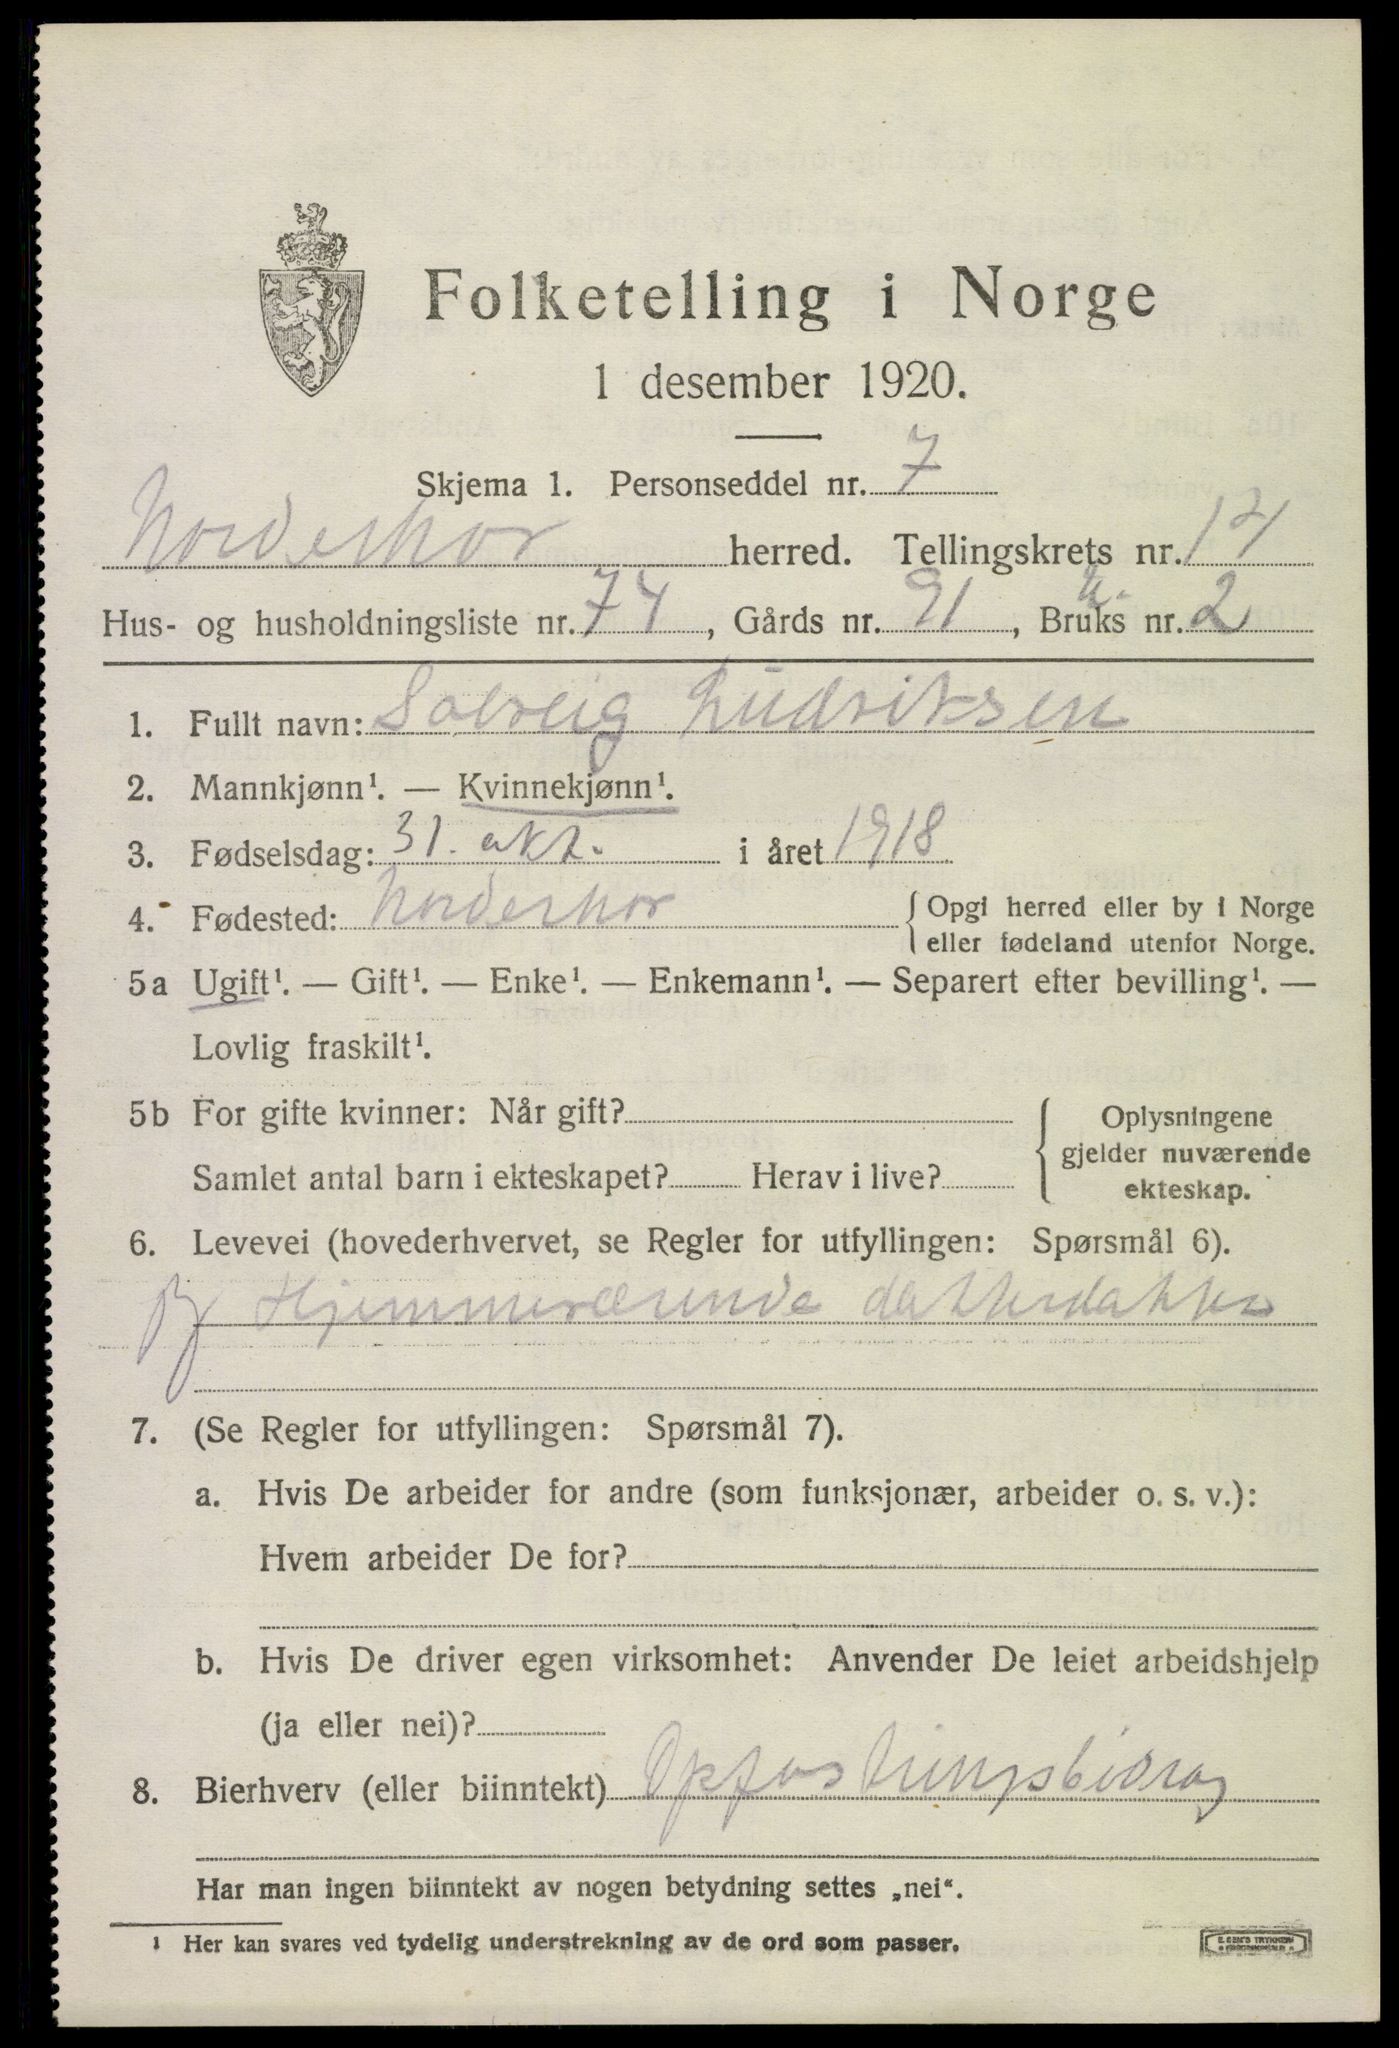 Folketelling i Norge
1 desember 1920.
Skjema 1. Personseddel nr. 7
Norderhov herred. Tellingskrets nr. 14
Hus- og husholdningsliste nr. 74, Gårds nr. 91, Bruks nr. 2
1. Fullt navn: Solveig
2. Mannkjønn¹. — Kvinnekjønn¹.
3. Fødselsdag: 31. okt. i året 1918
4. Fødested: Norderhov { Opgi herred eller by i Norge
eller fødeland utenfor Norge.
5a Ugift¹. — Gift¹. — Enke¹. — Enkemann¹. — Separert efter bevilling¹. —
Lovlig fraskilt¹.
5b For gifte kvinner: Når gift?
Samlet antal barn i ekteskapet? Herav i live?
{ Oplysningene
gjelder nuværende
ekteskap.
6. Levevei (hovederhvervet, se Regler for utfyllingen: Spørsmål 6).
Hjemmeværende datterdatter
7. (Se Regler for utfyllingen: Spørsmål 7).
a. Hvis De arbeider for andre (som funksjonær, arbeider o. s. v.):
Hvem arbeider De for?
b. Hvis De driver egen virksomhet: Anvender De leiet arbeidshjelp
(ja eller nei)?
8. Bierhverv (eller biinntekt) Opfostringsbidrag
Har man ingen biinntekt av nogen betydning settes „nei“.
¹ Her kan svares ved tydelig understrekning av de ord som passer.